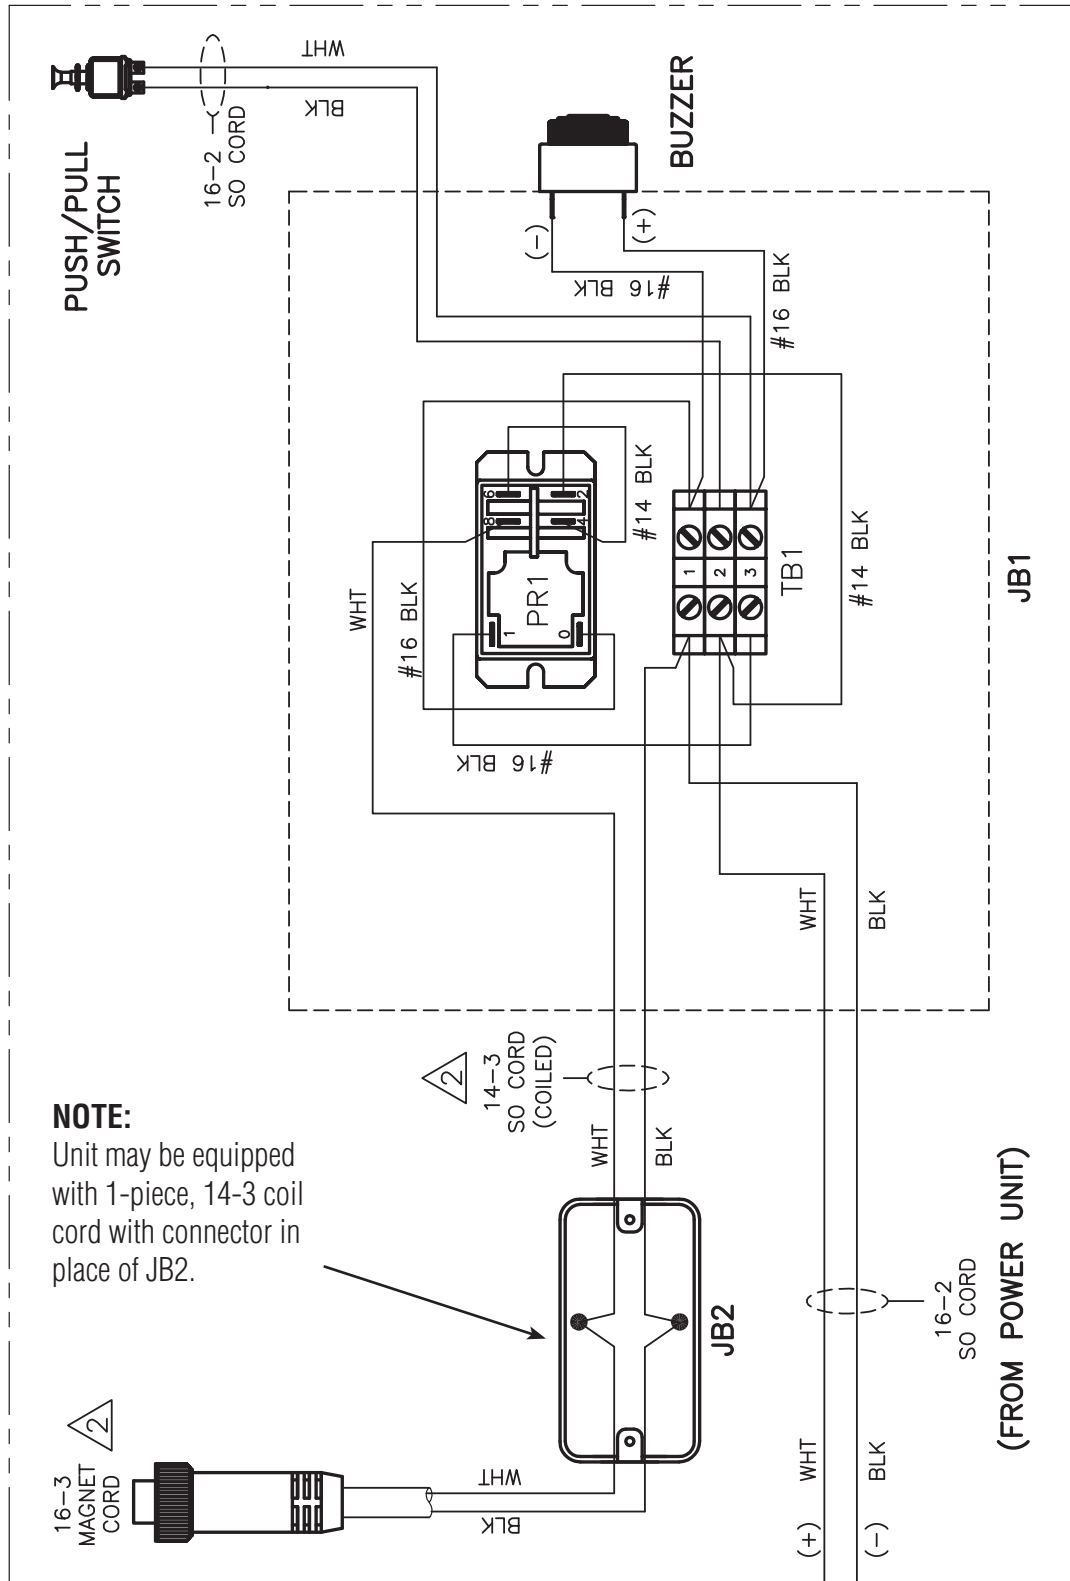 WHT
BLK
16-2
SO CORD
PUSH/PULL
SWITCH
BUZZER
(-)
(+)
#16 BLK
#16 BLK
6
2
8
4
#14 BLK
WHT
#16 BLK
PR1
1
0
1
2
3
TB1
#14 BLK
JB1
#16 BLK
WHT
BLK
2
14-3
SO CORD
(COILED)
WHT
BLK
NOTE:
Unit may be equipped
with 1-piece, 14-3 coil
cord with connector in
place of JB2.
JB2
16-2
SO CORD
(FROM POWER UNIT)
2
16-3
MAGNET
CORD
WHT
BLK
WHT
BLK
(+)
(-)